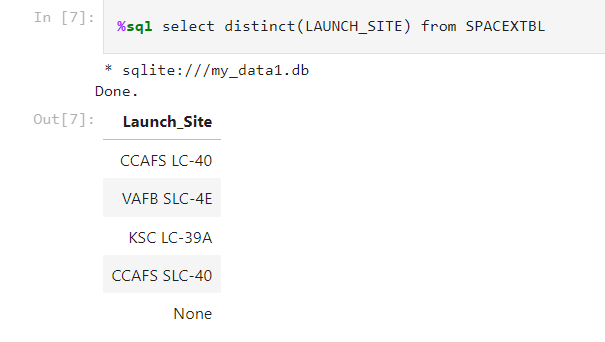 In [7]:
%sql select distinct(LAUNCH_SITE) from SPACEXTBL
* sqlite:///my_data1.db
Done.
Out[7]:
Launch_Site
CCAFS LC-40
VAFB SLC-4E
KSC LC-39A
CCAFS SLC-40
None